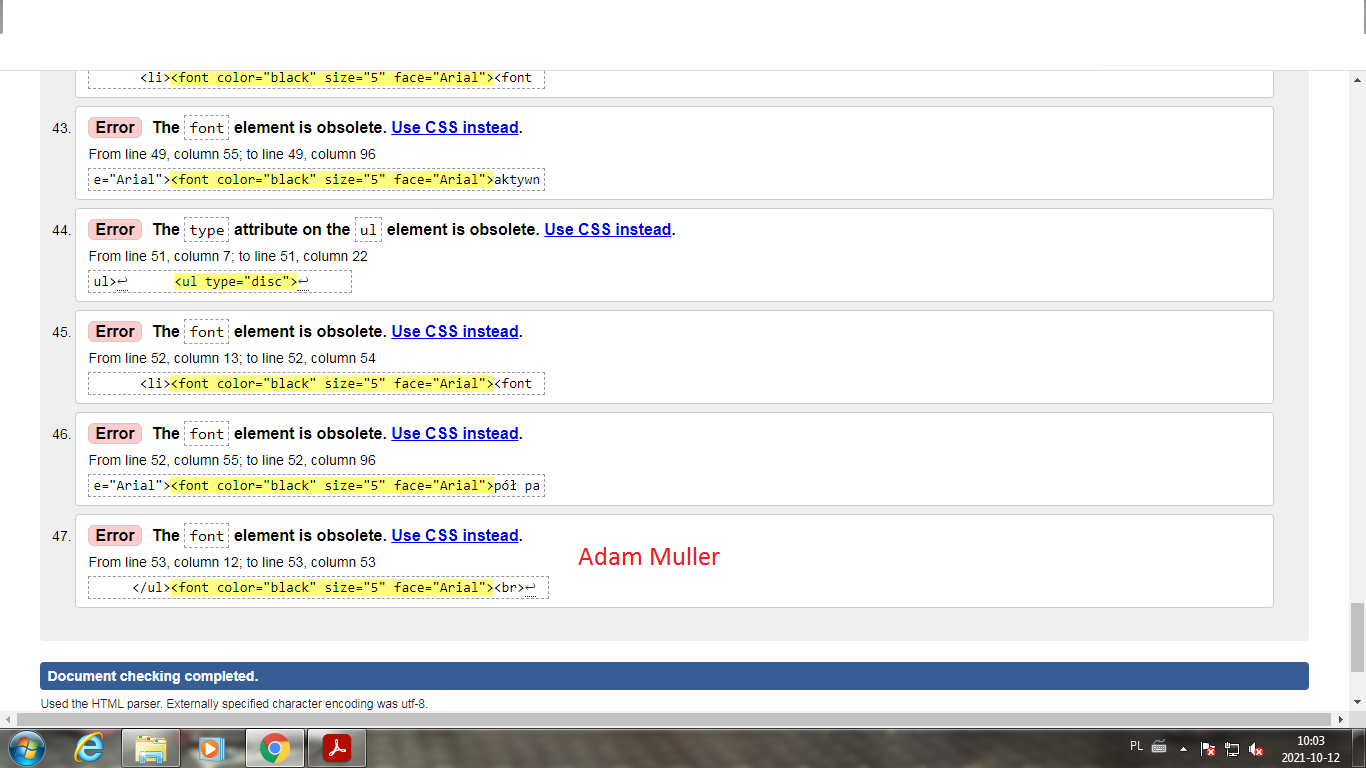 <li><font color="black" size="5" face="Arial"><font
43. Error The font element is obsolete. Use CSS instead.
From line 49, column 55; to line 49, column 96
e="Arial"><font color="black" size="5" face="Arial">aktywn
44. Error The type attribute on the ul element is obsolete. Use CSS instead.
From line 51, column 7; to line 51, column 22
ul>↩ <ul type="disc">↩
45. Error The font element is obsolete. Use CSS instead.
From line 52, column 13; to line 52, column 54
<li><font color="black" size="5" face="Arial"><font
46. Error The font element is obsolete. Use CSS instead.
From line 52, column 55; to line 52, column 96
e="Arial"><font color="black" size="5" face="Arial">pół pa
47. Error The font element is obsolete. Use CSS instead.
From line 53, column 12; to line 53, column 53
Adam Muller
</ul><font color="black" size="5" face="Arial"><br>↩
Document checking completed.
Used the HTML parser. Externally specified character encoding was utf-8.
PL
10:03
2021-10-12